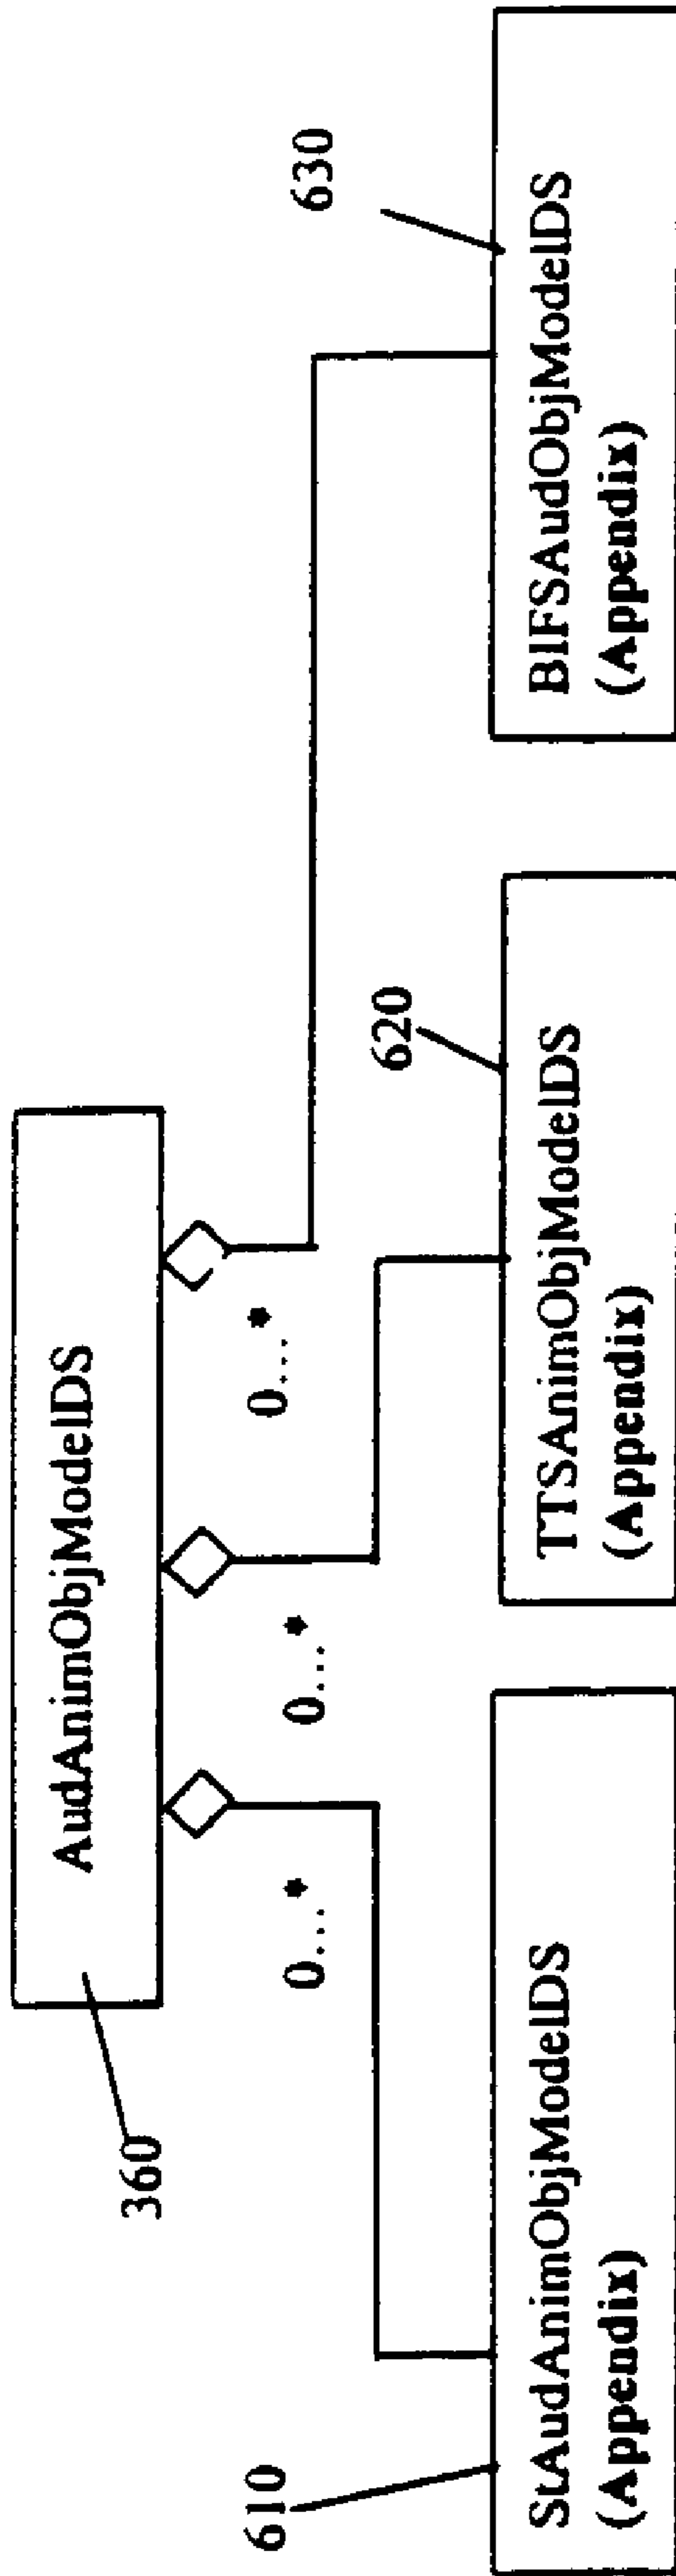 AudAnimObjModelDS
360
0...*
0...*
0...*
610
StAudAnimObjModelDS
(Appendix)
620
TTSAnimObjModelDS
(Appendix)
630
BIFSAudObjModelDS
(Appendix)